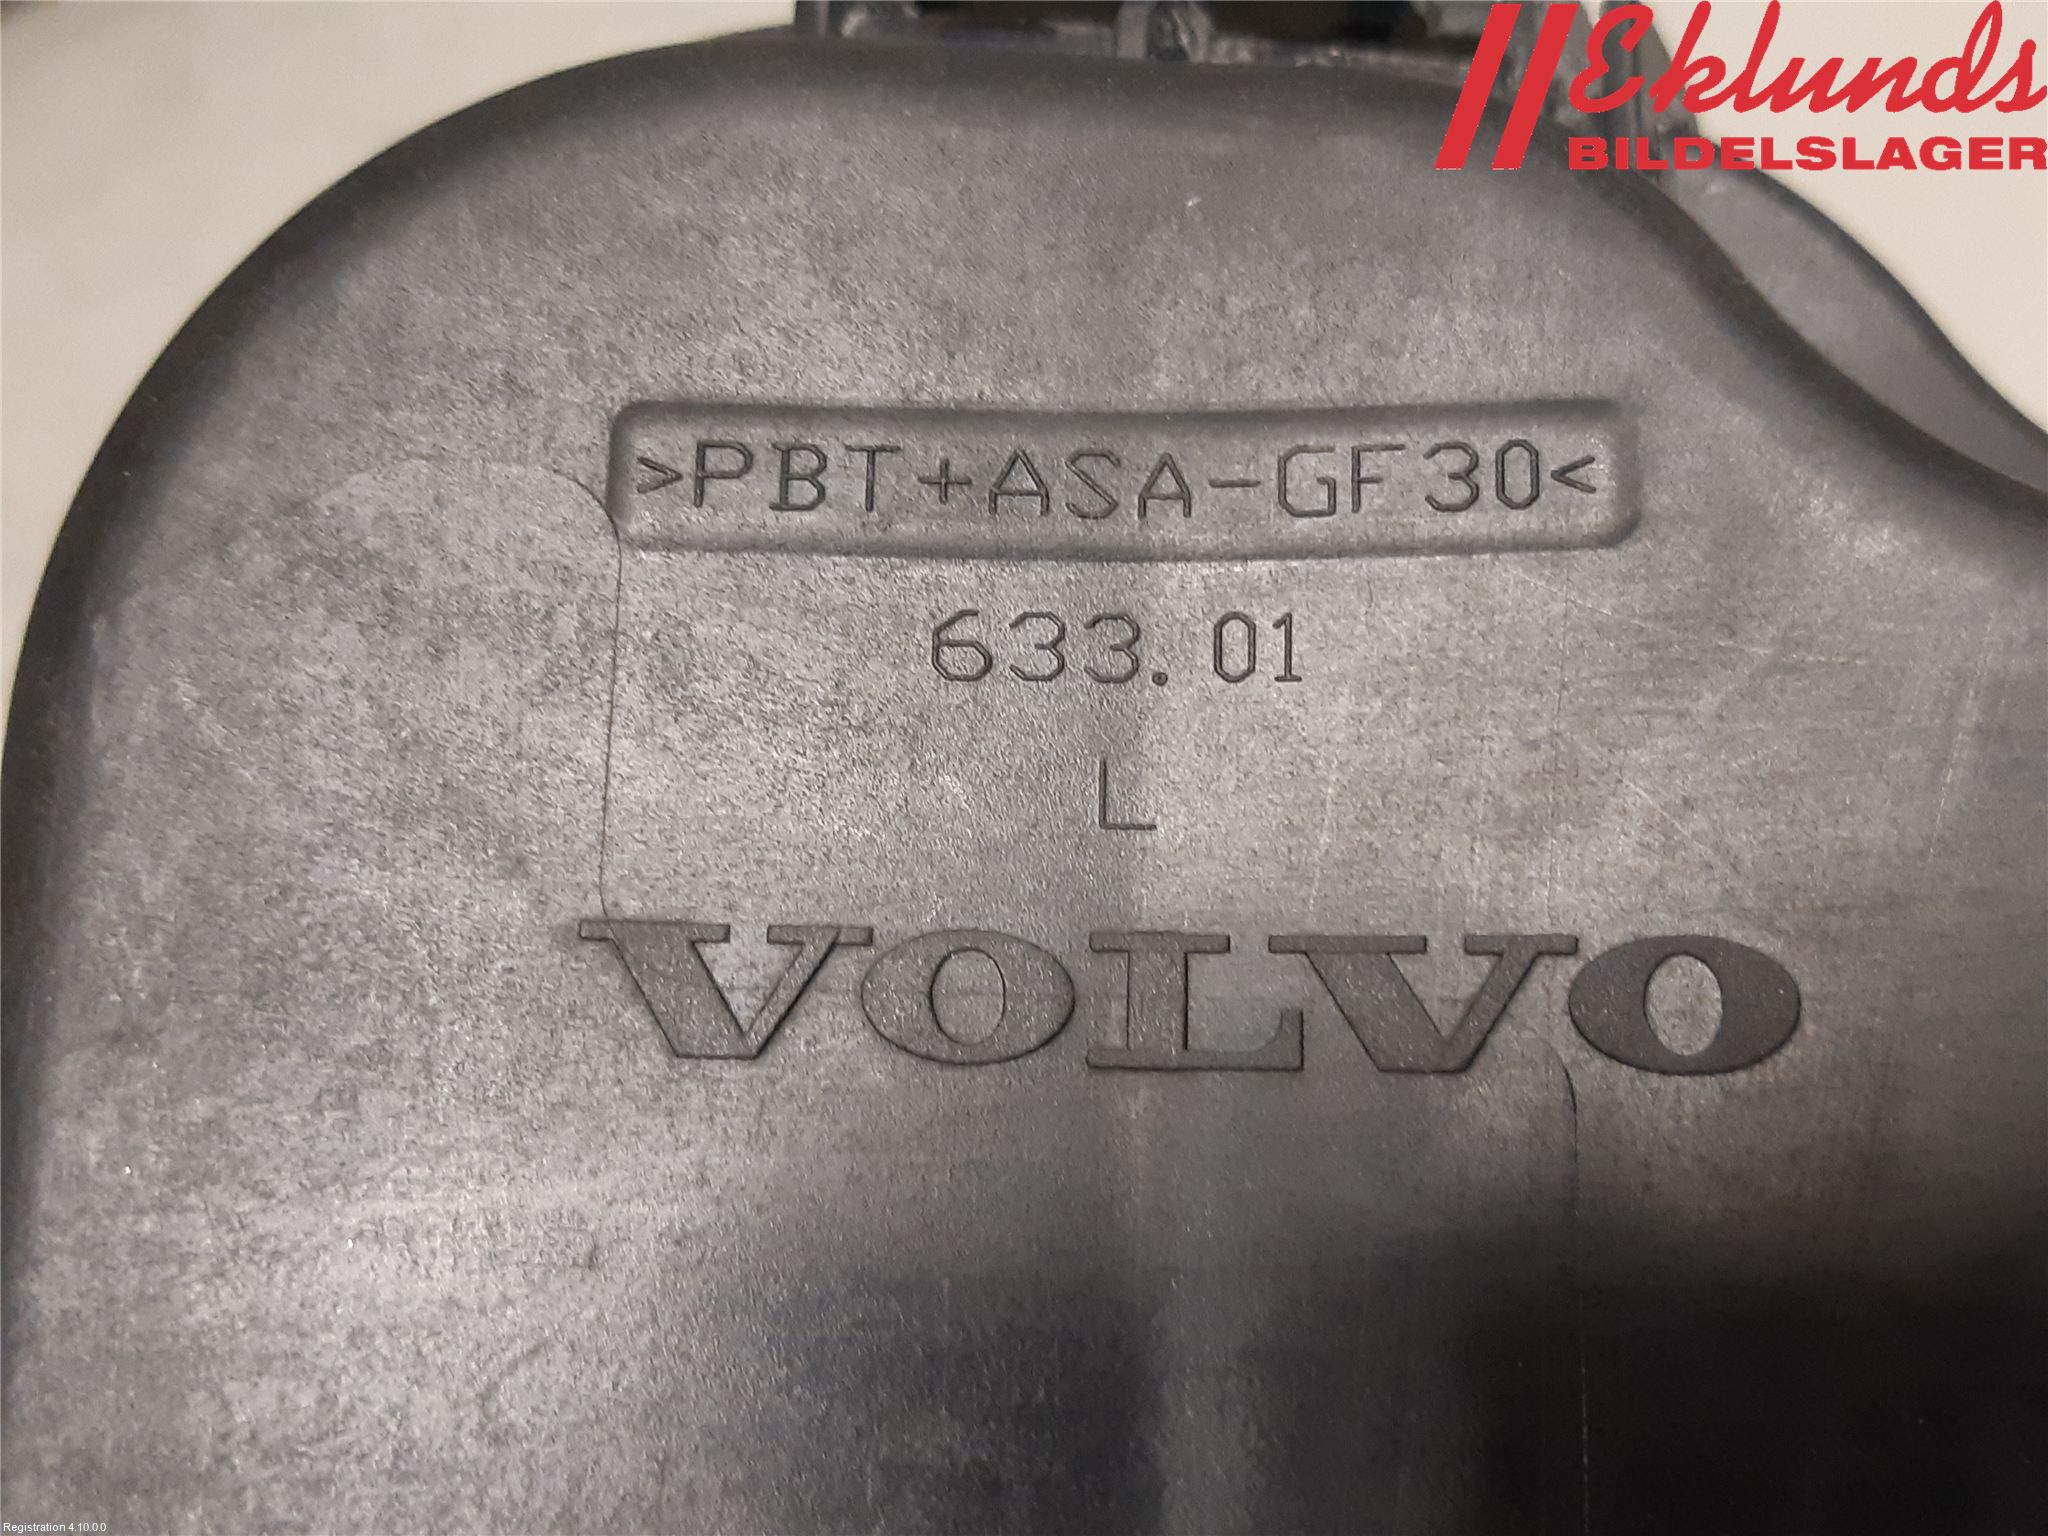 Eklunds
BILDELSLAGER
>PBT+ASA-GF30<
633.01
L
VOLVO
Registration 4.10.0.0